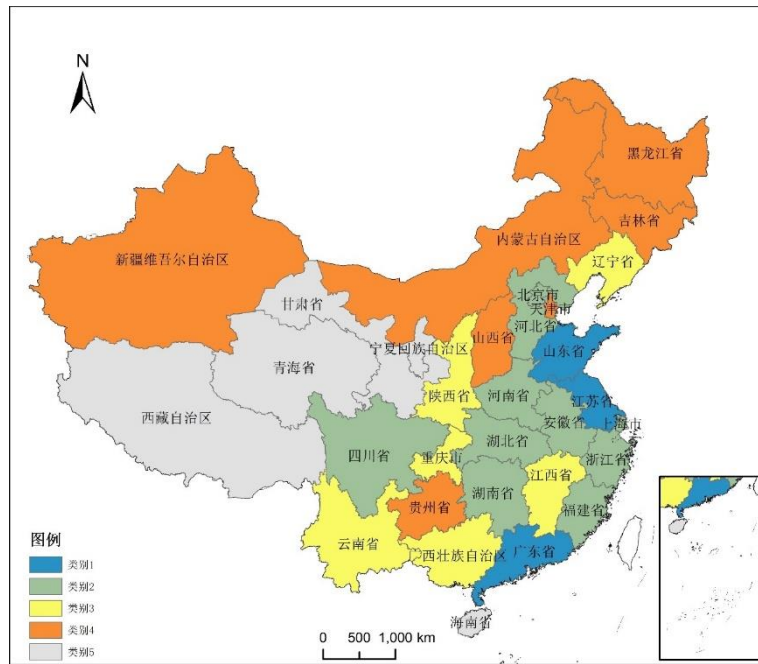 N
黑龙江省
吉林省
内蒙古自治区
辽宁省
新疆维吾尔自治区
北京市
天津市
甘肃省
河北省
宁夏回族自治区
山西省
山东省
青海省
陕西省
河南省
江苏省
西藏自治区
安徽省
上海市
四川省
重庆市
湖北省
浙江省
湖南省
江西省
贵州省
福建省
云南省
西壮族自治区
广东省
海南省
图例
类别1
类别2
类别3
类别4
类别5
0 500 1,000 km